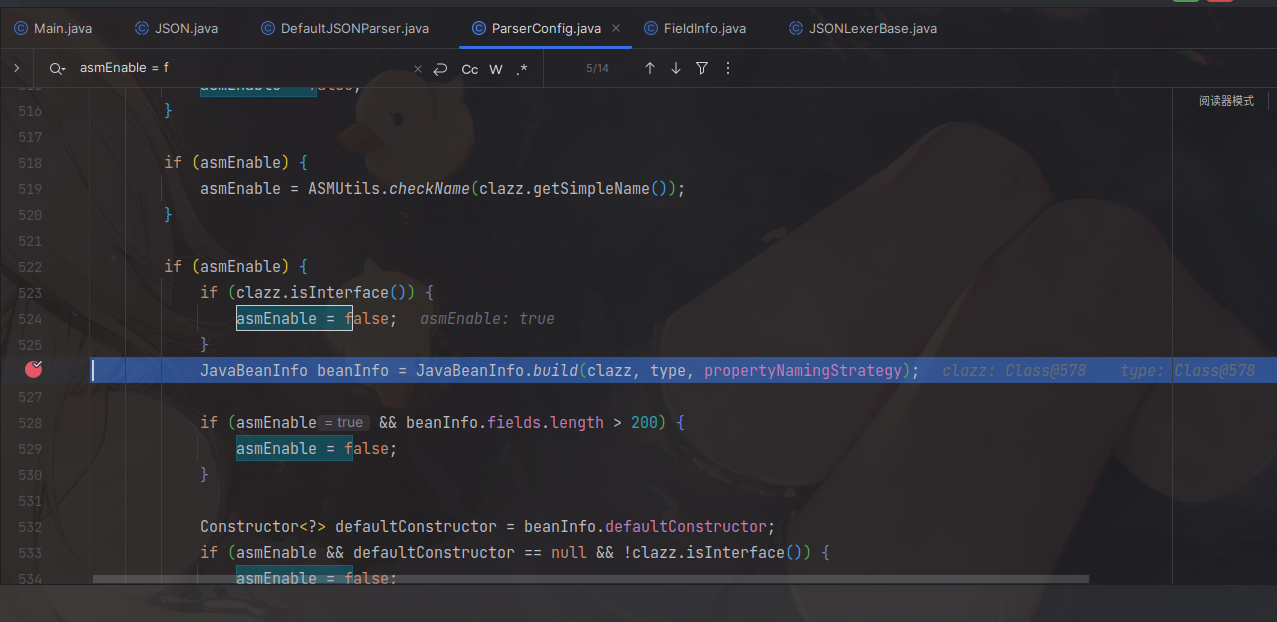 Main.java JSON.java DefaultJSONParser.java ParserConfig.java FieldInfo.java JSONLexerBase.java
asmEnable = f Cc W .* 5/14
阅读器模式
asmEnable = false;
516 }
517
518 if (asmEnable) {
519 asmEnable = ASMUtils.checkName(clazz.getSimpleName());
520 }
521
522 if (asmEnable) {
523 if (clazz.isInterface()) {
524 asmEnable = false; asmEnable: true
525 }
JavaBeanInfo beanInfo = JavaBeanInfo.build(clazz, type, propertyNamingStrategy); clazz: Class@578 type: Class@578
527
528 if (asmEnable = true && beanInfo.fields.length > 200) {
529 asmEnable = false;
530 }
531
532 Constructor<?> defaultConstructor = beanInfo.defaultConstructor;
533 if (asmEnable && defaultConstructor == null && !clazz.isInterface()) {
534 asmEnable = false;